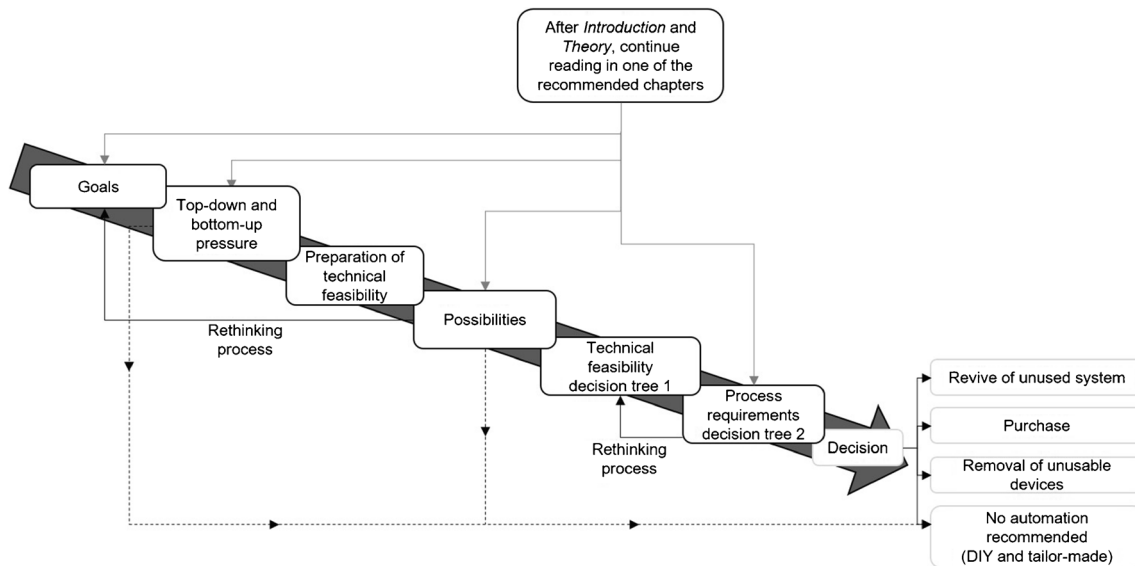 After Introduction and
Theory, continue
reading in one of the
recommended chapters
Goals
Top-down and
bottom-up
pressure
Preparation of
technical
feasibility
Possibilities
Rethinking
process
Technical
feasibility
decision tree 1
Process
requirements
decision tree 2
Rethinking
process
Decision
Revive of unused system
Purchase
Removal of unusable
devices
No automation
recommended
(DIY and tailor-made)